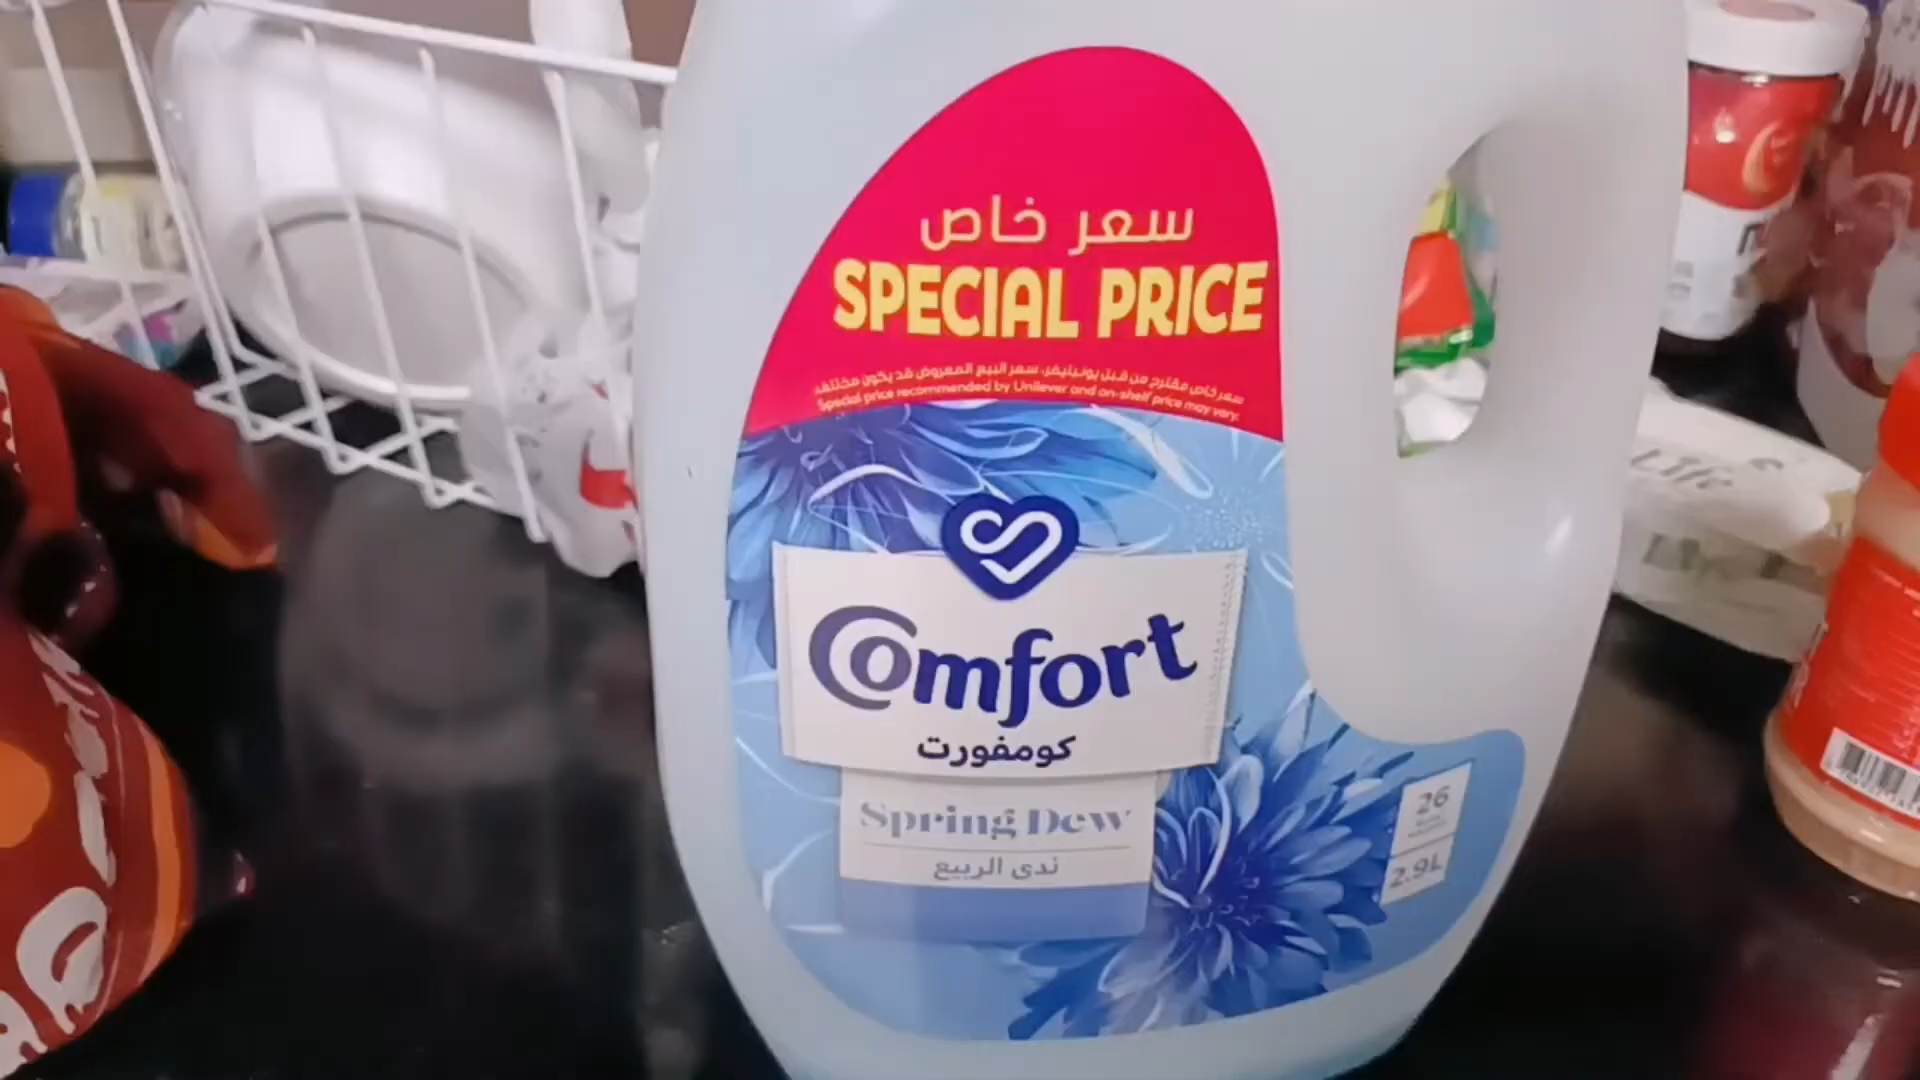 سعر خاص
SPECIAL PRICE
سعر خاص مقترح من قبل يونيليفر، سعر البيع المعروض قد يكون مختلف
Special price recommended by Unilever and on-shelf price may vary.
Comfort
كومفورت
Spring Dew
ندى الربيع
26
2.9L